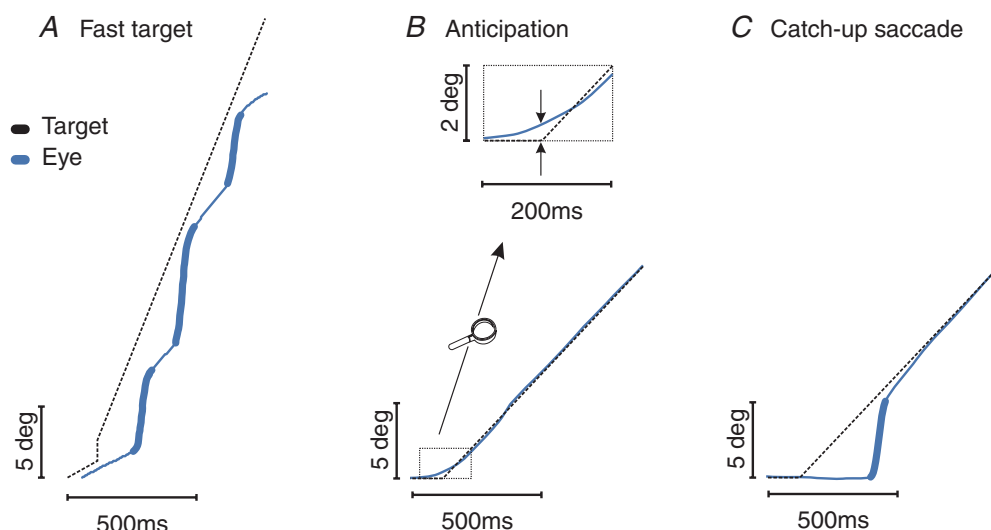 A Fast target
B Anticipation
C Catch-up saccade
Target
Eye
2 deg
200ms
5 deg
500ms
5 deg
500ms
5 deg
500ms